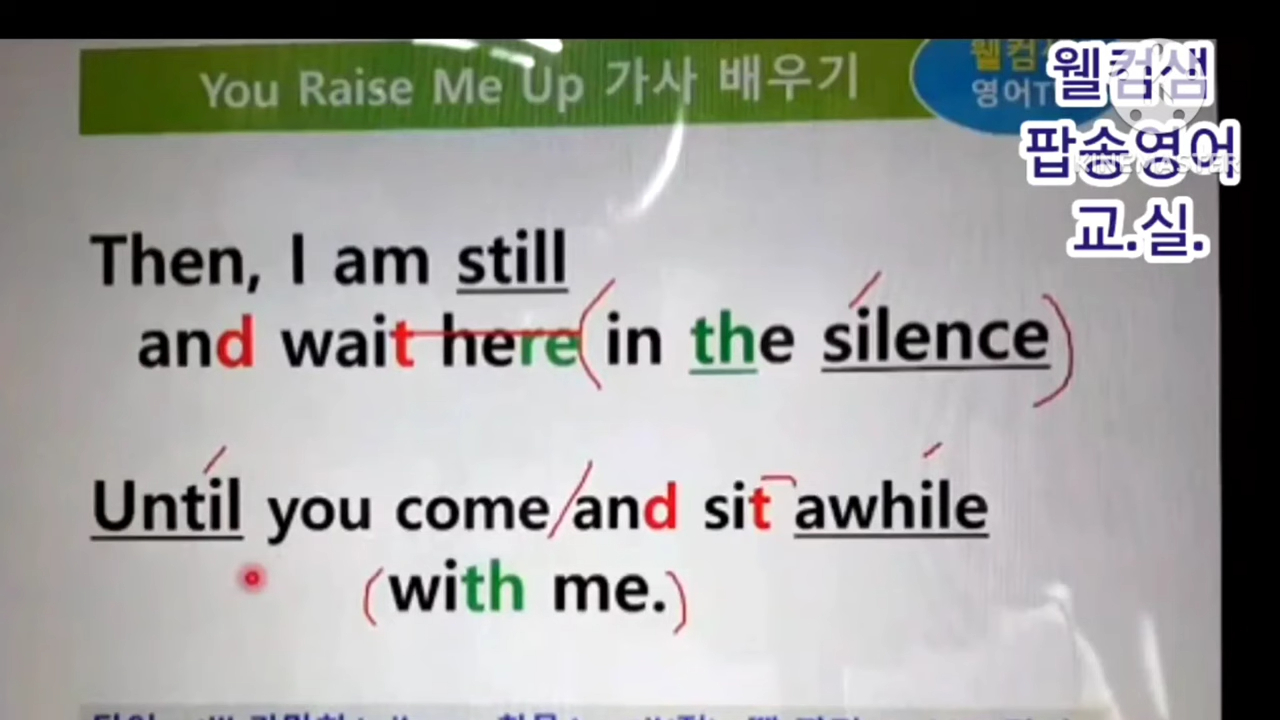 You Raise Me Up 가사 배우기
웰컴
영어T
웰컴샘
팝송영어
교.실.
KINEMASTER
Then, I am still
and wait here (in the silence)
Until you come / and sit awhile
(with me.)